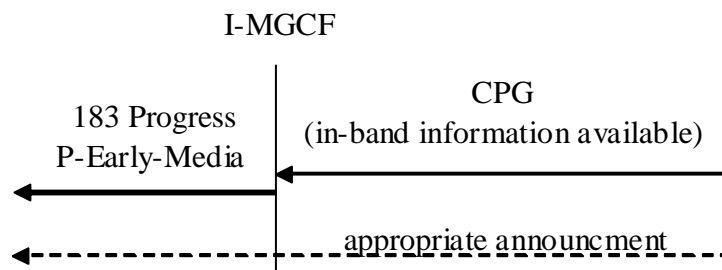 I-MGCF
183 Progress
P-Early-Media
CPG
(in-band information available)
appropriate announcment